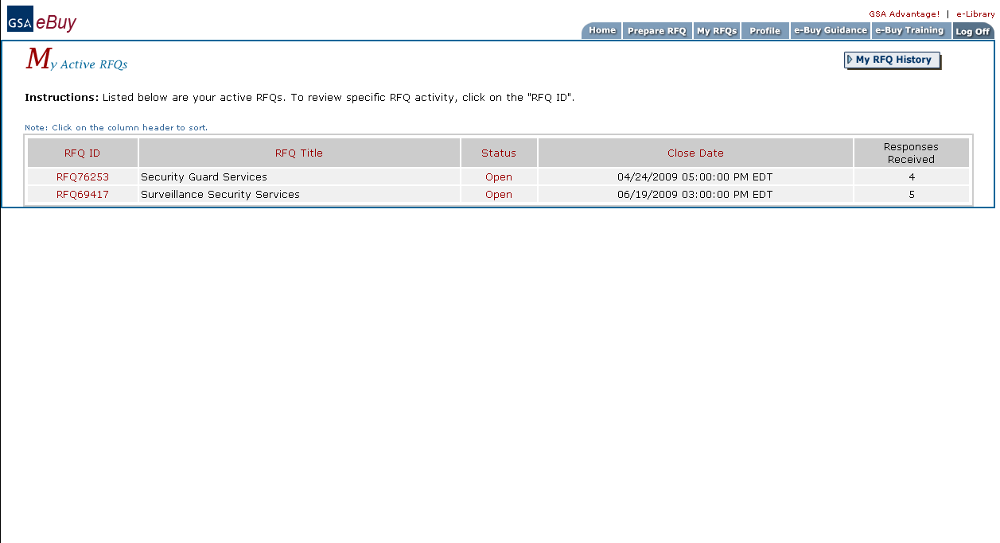 GSA eBuy
GSA Advantage! | e-Library
Home Prepare RFQ My RFQs Profile e-Buy Guidance e-Buy Training Log Off
My Active RFQs
My RFQ History
Instructions: Listed below are your active RFQs. To review specific RFQ activity, click on the "RFQ ID".
Note: Click on the column header to sort.
RFQ ID RFQ Title Status Close Date Responses Received
RFQ76253 Security Guard Services Open 04/24/2009 05:00:00 PM EDT 4
RFQ69417 Surveillance Security Services Open 06/19/2009 03:00:00 PM EDT 5